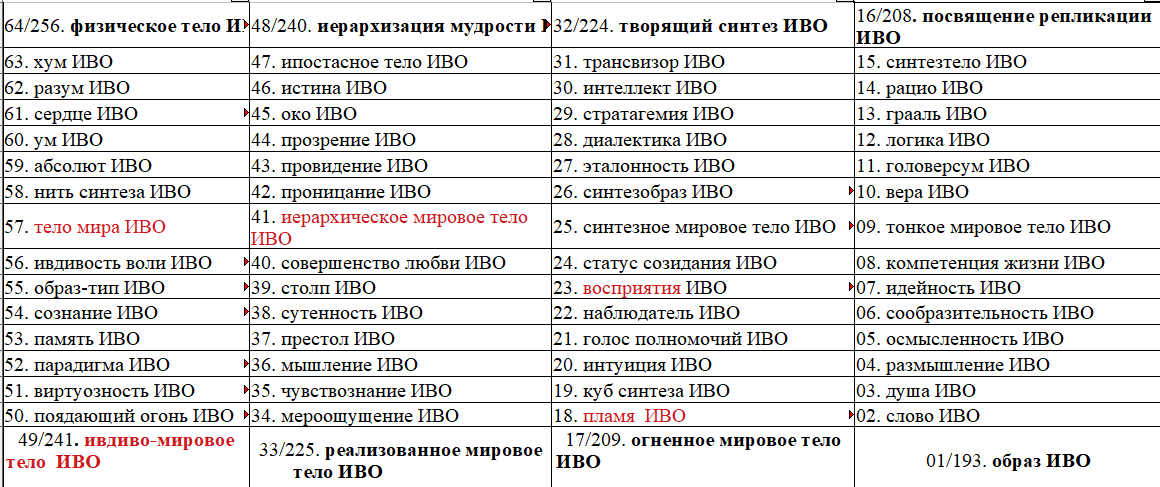 64/256. физическое тело И
48/240. иерархизация мудрости
32/224. творящий синтез ИВО
16/208. посвящение репликации
ИВО
63. хум ИВО
47. ипостасное тело ИВО
31. трансвизор ИВО
15. синтезтело ИВО
62. разум ИВО
46. истина ИВО
30. интеллект ИВО
14. рацио ИВО
61. сердце ИВО
45. око ИВО
29. стратагемия ИВО
13. грааль ИВО
60. ум ИВО
44. прозрение ИВО
28. диалектика ИВО
12. логика ИВО
59. абсолют ИВО
43. провидение ИВО
27. эталонность ИВО
11. головерсум ИВО
58. нить синтеза ИВО
42. проницание ИВО
26. синтезобраз ИВО
10. вера ИВО
57. тело мира ИВО
41. иерархическое мировое тело
ИВО
25. синтезное мировое тело ИВО
09. тонкое мировое тело ИВО
56. ивдивость воли ИВО
40. совершенство любви ИВО
24. статус созидания ИВО
08. компетенция жизни ИВО
55. образ-тип ИВО
39. столп ИВО
23. восприятия ИВО
07. идейность ИВО
54. сознание ИВО
38. сутенность ИВО
22. наблюдатель ИВО
06. сообразительность ИВО
53. память ИВО
37. престол ИВО
21. голос полномочий ИВО
05. осмысленность ИВО
52. парадигма ИВО
36. мышление ИВО
20. интуиция ИВО
04. размышление ИВО
51. виртуозность ИВО
35. чувствознание ИВО
19. куб синтеза ИВО
03. душа ИВО
50. поядающий огонь ИВО
34. мероощущение ИВО
18. пламя ИВО
02. слово ИВО
49/241. ивдиво-мировое
тело ИВО
33/225. реализованное мировое
тело ИВО
17/209. огненное мировое тело
ИВО
01/193. образ ИВО